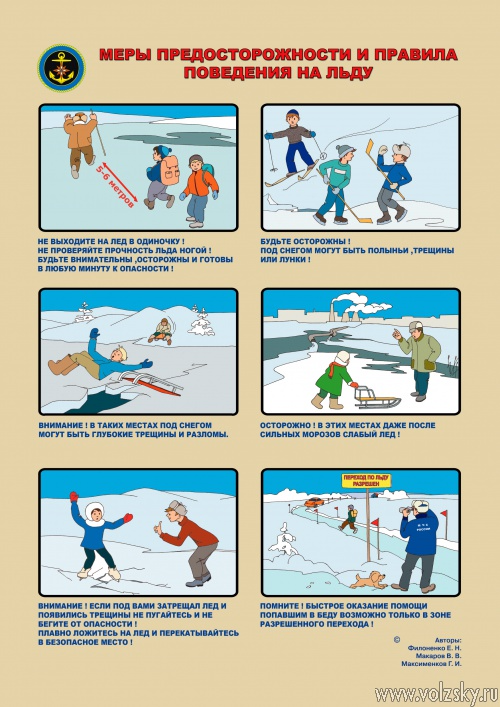 МЕРЫ ПРЕДОСТОРОЖНОСТИ И ПРАВИЛА
ПОВЕДЕНИЯ НА ЛЬДУ
5-6 метров
НЕ ВЫХОДИТЕ НА ЛЕД В ОДИНОЧКУ !
НЕ ПРОВЕРЯЙТЕ ПРОЧНОСТЬ ЛЬДА НОГОЙ !
БУДЬТЕ ВНИМАТЕЛЬНЫ ,ОСТОРОЖНЫ И ГОТОВЫ
В ЛЮБУЮ МИНУТУ К ОПАСНОСТИ !
БУДЬТЕ ОСТОРОЖНЫ !
ПОД СНЕГОМ МОГУТ БЫТЬ ПОЛЫНЬИ ,ТРЕЩИНЫ
ИЛИ ЛУНКИ !
ВНИМАНИЕ ! В ТАКИХ МЕСТАХ ПОД СНЕГОМ
МОГУТ БЫТЬ ГЛУБОКИЕ ТРЕЩИНЫ И РАЗЛОМЫ.
ОСТОРОЖНО ! В ЭТИХ МЕСТАХ ДАЖЕ ПОСЛЕ
СИЛЬНЫХ МОРОЗОВ СЛАБЫЙ ЛЕД !
ПЕРЕХОД ПО ЛЬДУ
РАЗРЕШЕН
МЧС
РОССИИ
ВНИМАНИЕ ! ЕСЛИ ПОД ВАМИ ЗАТРЕЩАЛ ЛЕД И
ПОЯВИЛИСЬ ТРЕЩИНЫ НЕ ПУГАЙТЕСЬ И НЕ
БЕГИТЕ ОТ ОПАСНОСТИ !
ПЛАВНО ЛОЖИТЕСЬ НА ЛЕД И ПЕРЕКАТЫВАЙТЕСЬ
В БЕЗОПАСНОЕ МЕСТО !
ПОМНИТЕ ! БЫСТРОЕ ОКАЗАНИЕ ПОМОЩИ
ПОПАВШИМ В БЕДУ ВОЗМОЖНО ТОЛЬКО В ЗОНЕ
РАЗРЕШЕННОГО ПЕРЕХОДА !
© Авторы:
Филоненко Е. Н.
Макаров В. В.
Максименков Г. И.
www.volzsky.ru